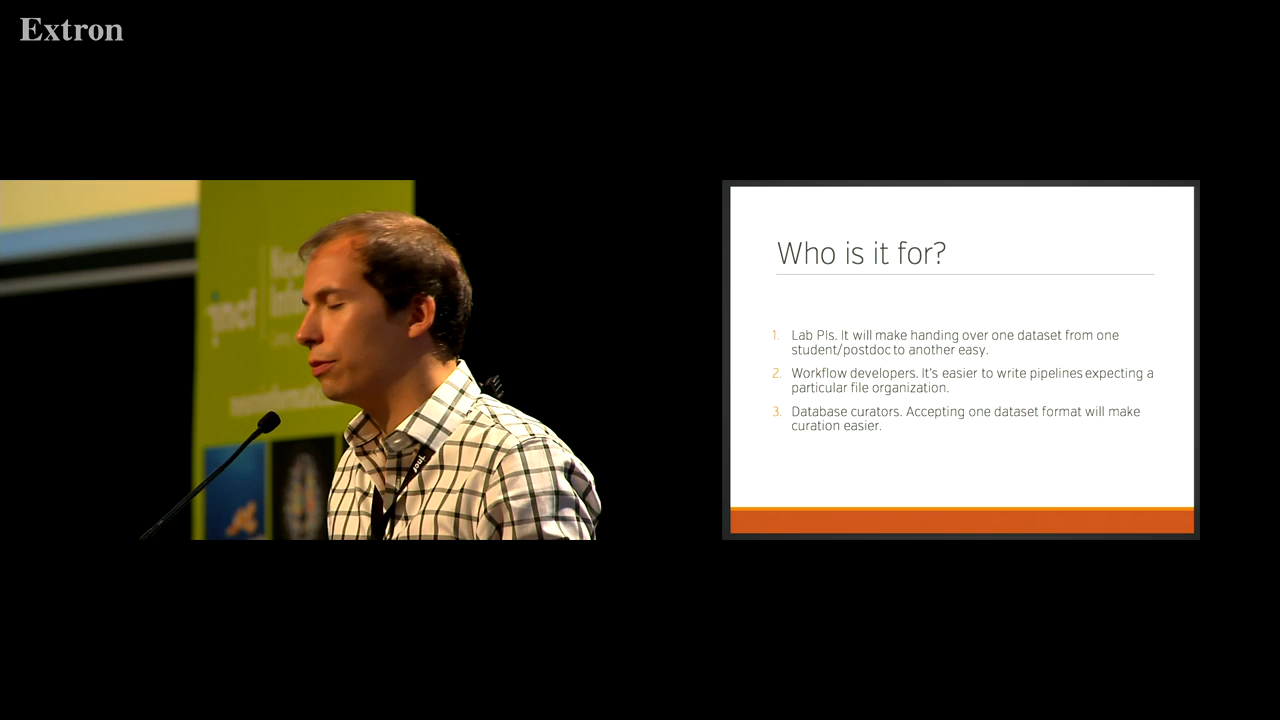 Extron
incf
incf
Who is it for?
1. Lab PIs. It will make handing over one dataset from one
student/postdoc to another easy.
2. Workflow developers. It's easier to write pipelines expecting a
particular file organization.
3. Database curators. Accepting one dataset format will make
curation easier.